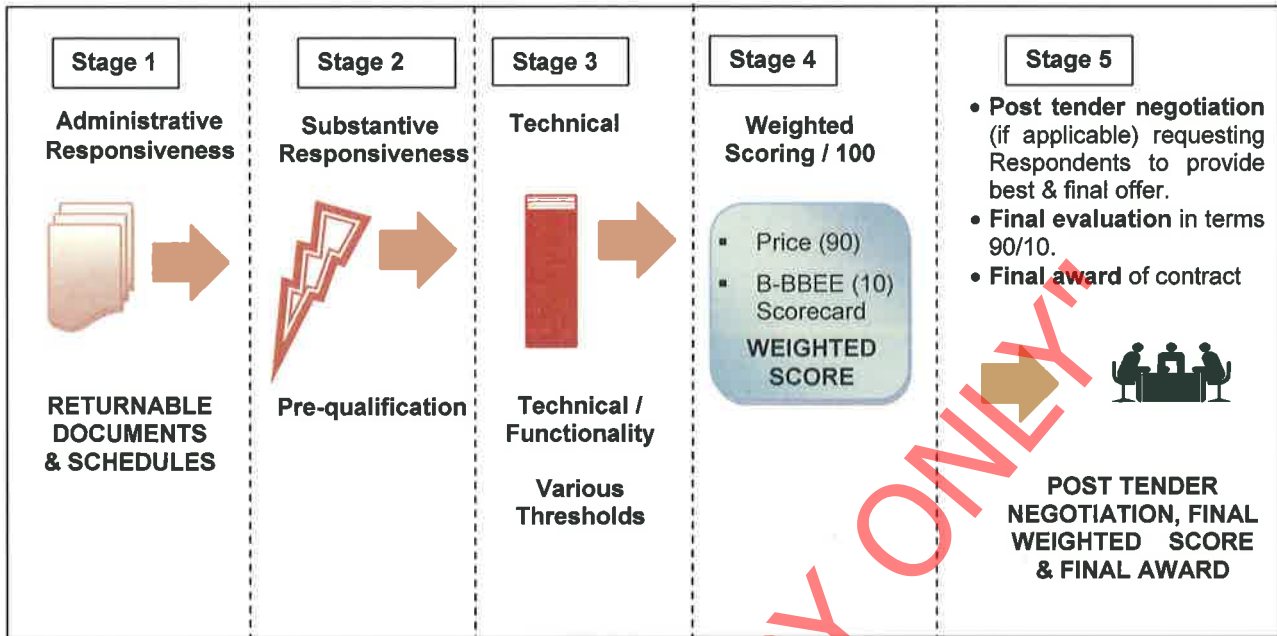 Stage 1
Administrative
Responsiveness
RETURNABLE
DOCUMENTS
& SCHEDULES
Stage 2
Substantive
Responsiveness
Pre-qualification
Stage 3
Technical
Technical /
Functionality
Various
Thresholds
Stage 4
Weighted
Scoring / 100
▪ Price (90)
▪ B-BBEE (10)
Scorecard
WEIGHTED
SCORE
Stage 5
• Post tender negotiation
(if applicable) requesting
Respondents to provide
best & final offer.
• Final evaluation in terms
90/10.
• Final award of contract
POST TENDER
NEGOTIATION, FINAL
WEIGHTED SCORE
& FINAL AWARD
Y ONLY"